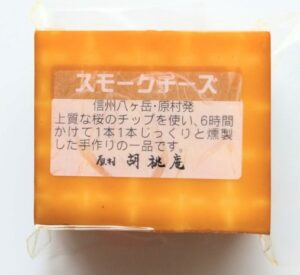 スモークチーズ
信州八ヶ岳・原村発
上質な桜のチップを使い、6時間
かけて1本1本じっくりと燻製
した手作りの一品です。
原村 胡桃庵